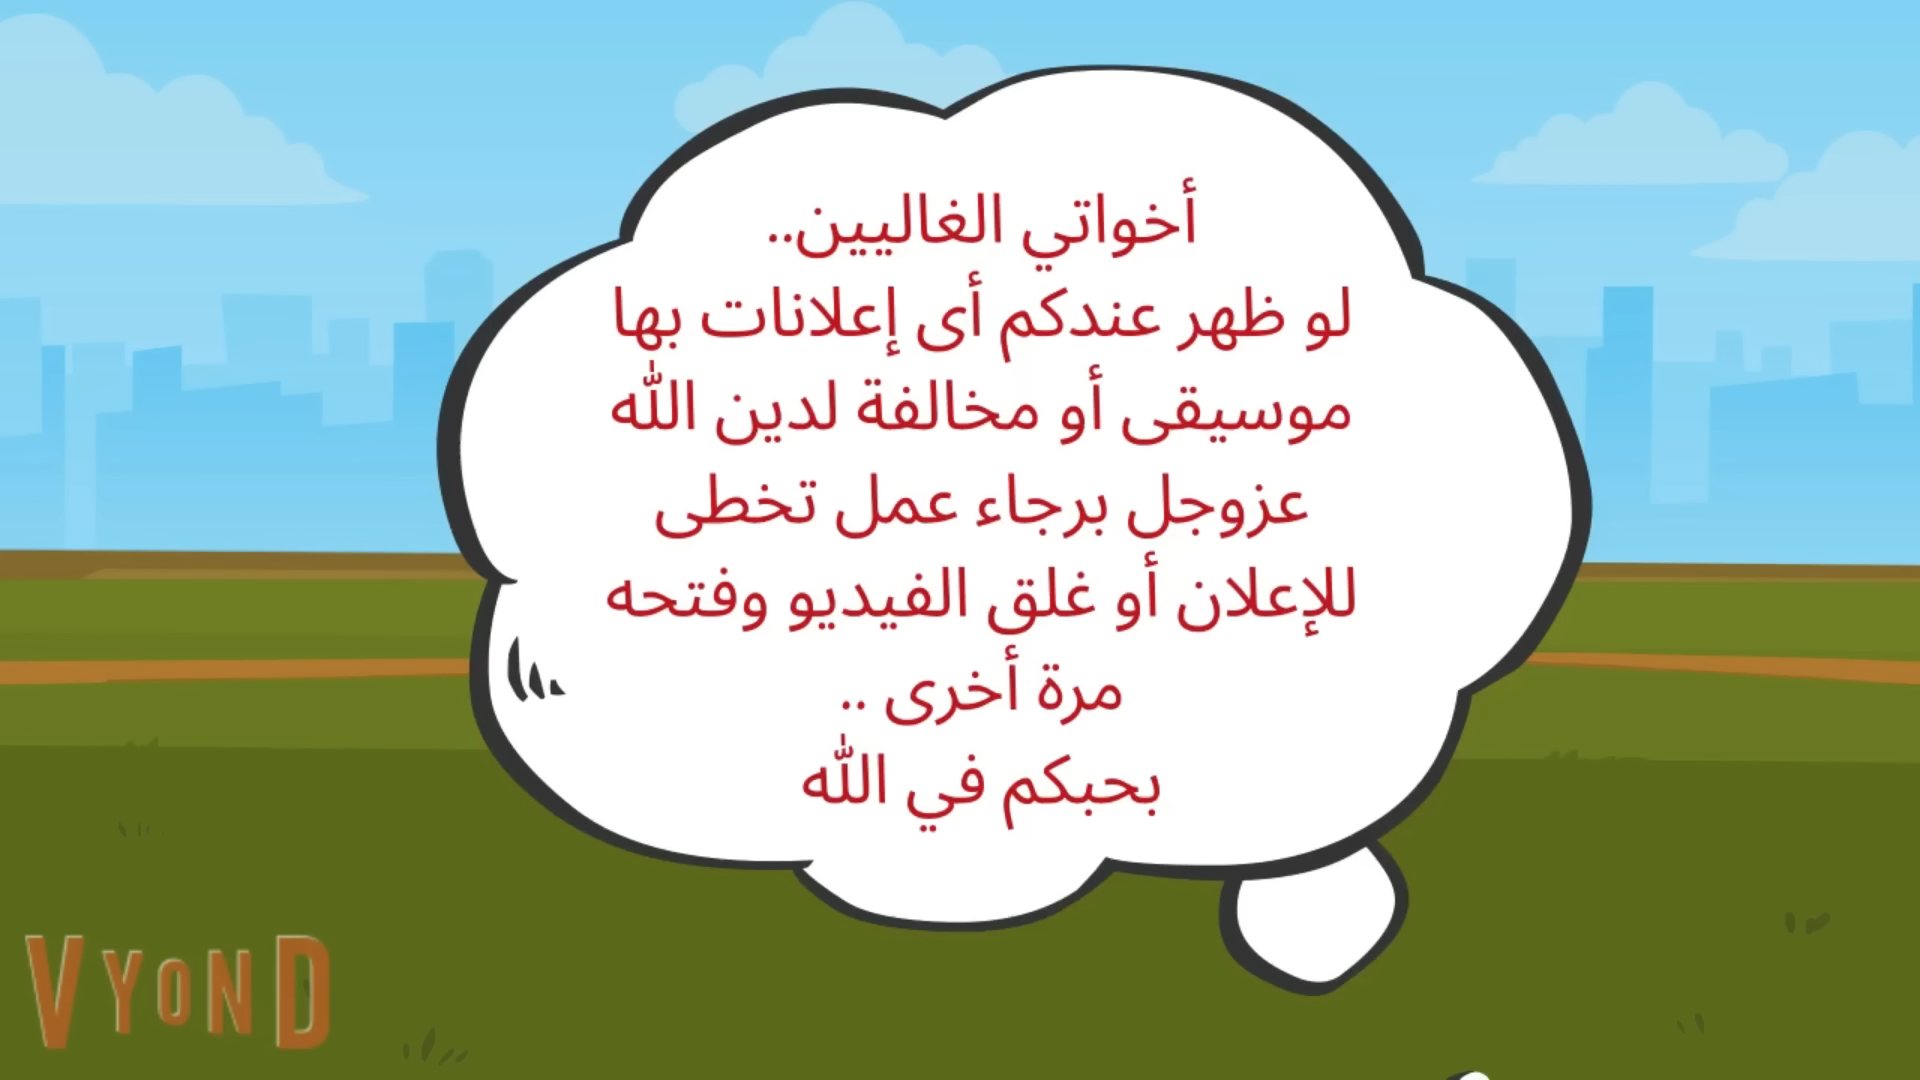 أخواتي الغاليين..
لو ظهر عندكم أى إعلانات بها
موسيقى أو مخالفة لدين الله
عزوجل برجاء عمل تخطى
للإعلان أو غلق الفيديو وفتحه
مرة أخرى ..
بحبكم في الله
VYOND